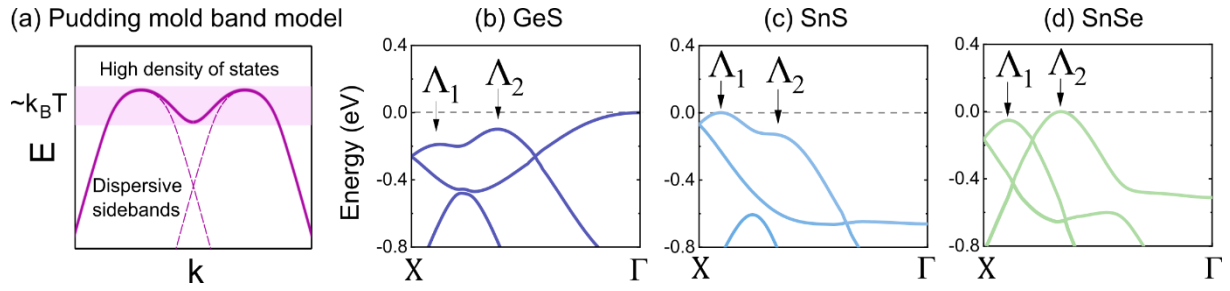 (a) Pudding mold band model
High density of states
~k_BT
E
Dispersive
sidebands
k
(b) GeS
Energy (eV)
0.4
0.0
-0.4
-0.8
Λ₁
Λ₂
X
Γ
(c) SnS
0.4
0.0
-0.4
-0.8
Λ₁
Λ₂
X
Γ
(d) SnSe
0.4
0.0
-0.4
-0.8
Λ₁
Λ₂
X
Γ